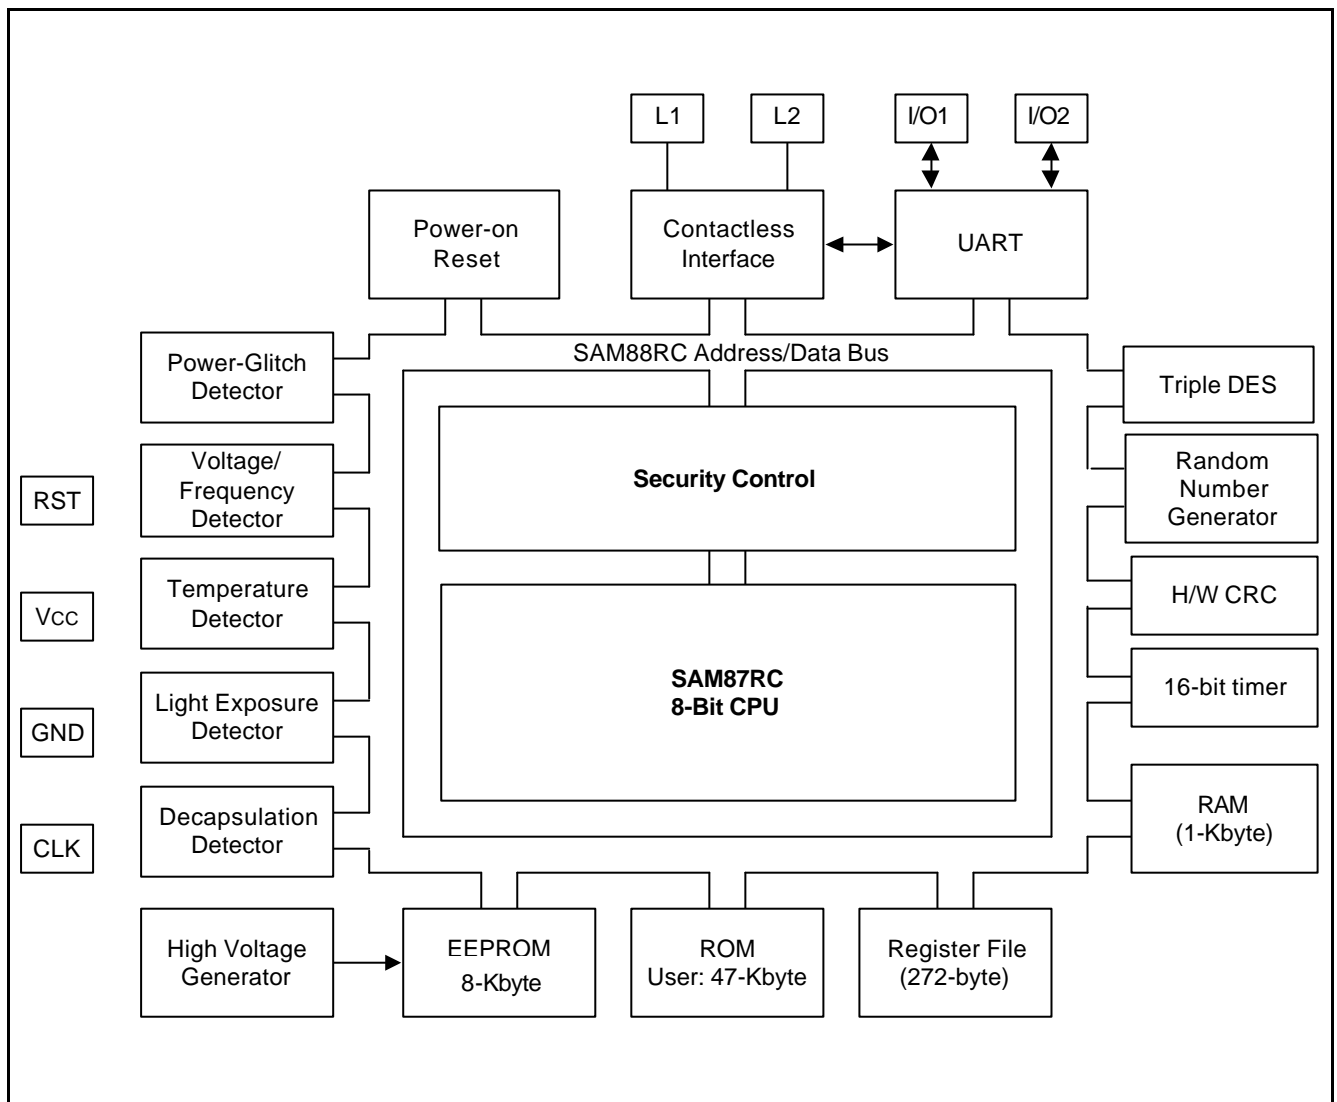 L1
L2
I/O1
I/O2
Power-on
Reset
Contactless
Interface
UART
SAM88RC Address/Data Bus
Power-Glitch
Detector
Triple DES
Security Control
Voltage/
Frequency
Detector
Random
Number
Generator
RST
Temperature
Detector
H/W CRC
VCC
SAM87RC
8-Bit CPU
Light Exposure
Detector
16-bit timer
GND
Decapsulation
Detector
RAM
(1-Kbyte)
CLK
High Voltage
Generator
EEPROM
8-Kbyte
ROM
User: 47-Kbyte
Register File
(272-byte)